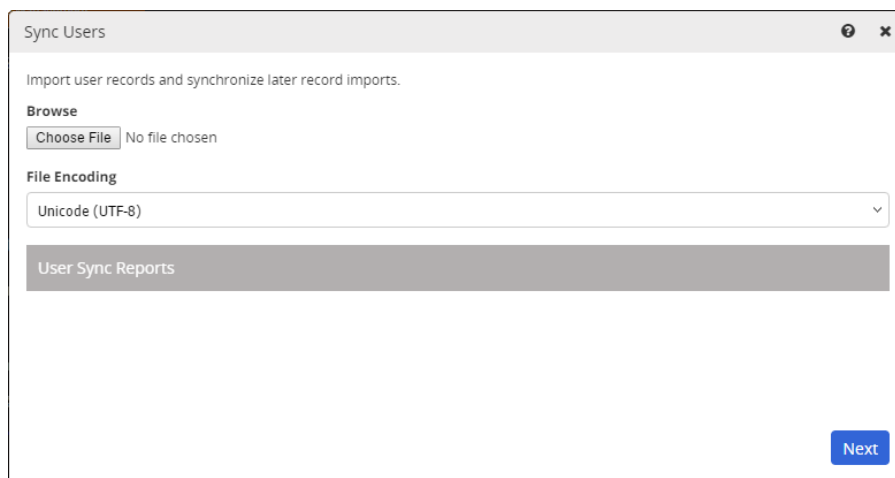 Sync Users
Import user records and synchronize later record imports.
Browse
Choose File No file chosen
File Encoding
Unicode (UTF-8)
User Sync Reports
Next